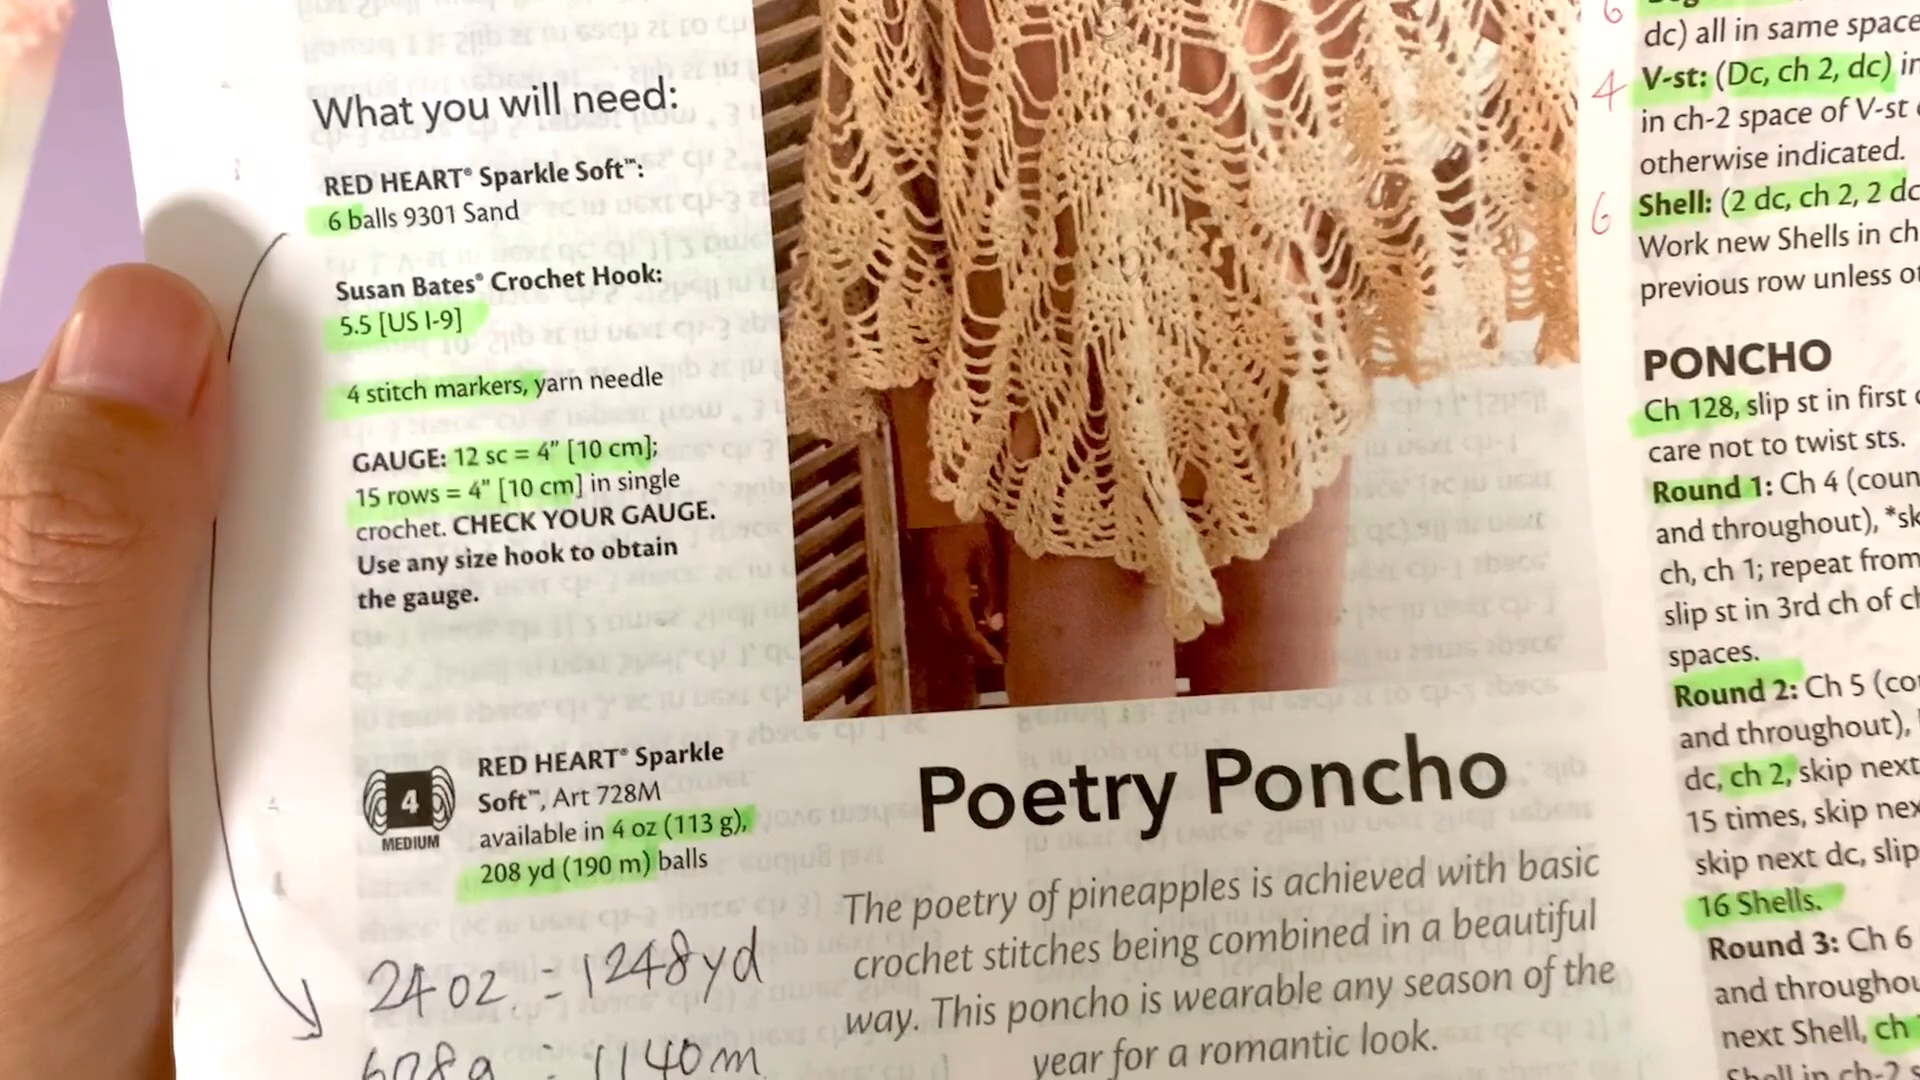 What you will need:
RED HEART® Sparkle Soft™:
6 balls 9301 Sand
Susan Bates® Crochet Hook:
5.5 [US I-9]
4 stitch markers, yarn needle
GAUGE: 12 sc = 4" [10 cm];
15 rows = 4" [10 cm] in single
crochet. CHECK YOUR GAUGE.
Use any size hook to obtain
the gauge.
4
MEDIUM
RED HEART® Sparkle
Soft™, Art 728M
available in 4 oz (113 g),
208 yd (190 m) balls
24 oz = 1248 yd
678g = 1140m
Poetry Poncho
The poetry of pineapples is achieved with basic
crochet stitches being combined in a beautiful
way. This poncho is wearable any season of the
year for a romantic look.
6
dc) all in same space
4
V-st: (Dc, ch 2, dc) in
in ch-2 space of V-st
otherwise indicated.
6
Shell: (2 dc, ch 2, 2 dc
Work new Shells in ch
previous row unless
PONCHO
Ch 128, slip st in first
care not to twist sts.
Round 1: Ch 4 (coun
and throughout), *sk
ch, ch 1; repeat from
slip st in 3rd ch of
spaces.
Round 2: Ch 5 (co
and throughout),
dc, ch 2, skip next
15 times, skip
skip next dc, slip
16 Shells.
Round 3: Ch 6
and
next Shell, ch
Shell in ch-2